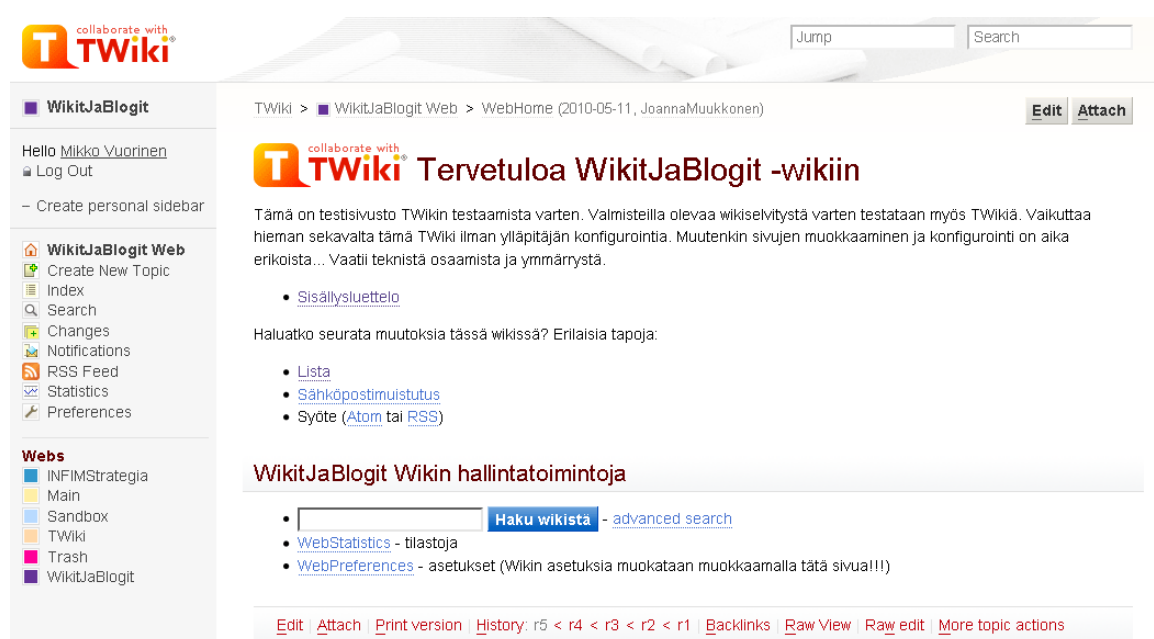 collaborate with
TWiki®
Jump
Search
WikitJaBlogit
TWiki > WikitJaBlogit Web > WebHome (2010-05-11, JoannaMuukkonen)
Edit
Attach
Hello Mikko Vuorinen
Log Out
– Create personal sidebar
WikitJaBlogit Web
Create New Topic
Index
Search
Changes
Notifications
RSS Feed
Statistics
Preferences
Webs
INFIMStrategia
Main
Sandbox
TWiki
Trash
WikitJaBlogit
collaborate with
TWiki® Tervetuloa WikitJaBlogit -wikiin
Tämä on testisivusto TWikin testaamista varten. Valmisteilla olevaa wikiselvitystä varten testataan myös TWikiä. Vaikuttaa
hieman sekavalta tämä TWiki ilman ylläpitäjän konfigurointia. Muutenkin sivujen muokkaaminen ja konfigurointi on aika
erikoista... Vaatii teknistä osaamista ja ymmärrystä.
• Sisällysluettelo
Haluatko seurata muutoksia tässä wikissä? Erilaisia tapoja:
• Lista
• Sähköpostimuistutus
• Syöte (Atom tai RSS)
WikitJaBlogit Wikin hallintatoimintoja
• Haku wikistä - advanced search
• WebStatistics - tilastoja
• WebPreferences - asetukset (Wikin asetuksia muokataan muokkaamalla tätä sivua!!!)
Edit | Attach | Print version | History: r5 < r4 < r3 < r2 < r1 | Backlinks | Raw View | Raw edit | More topic actions